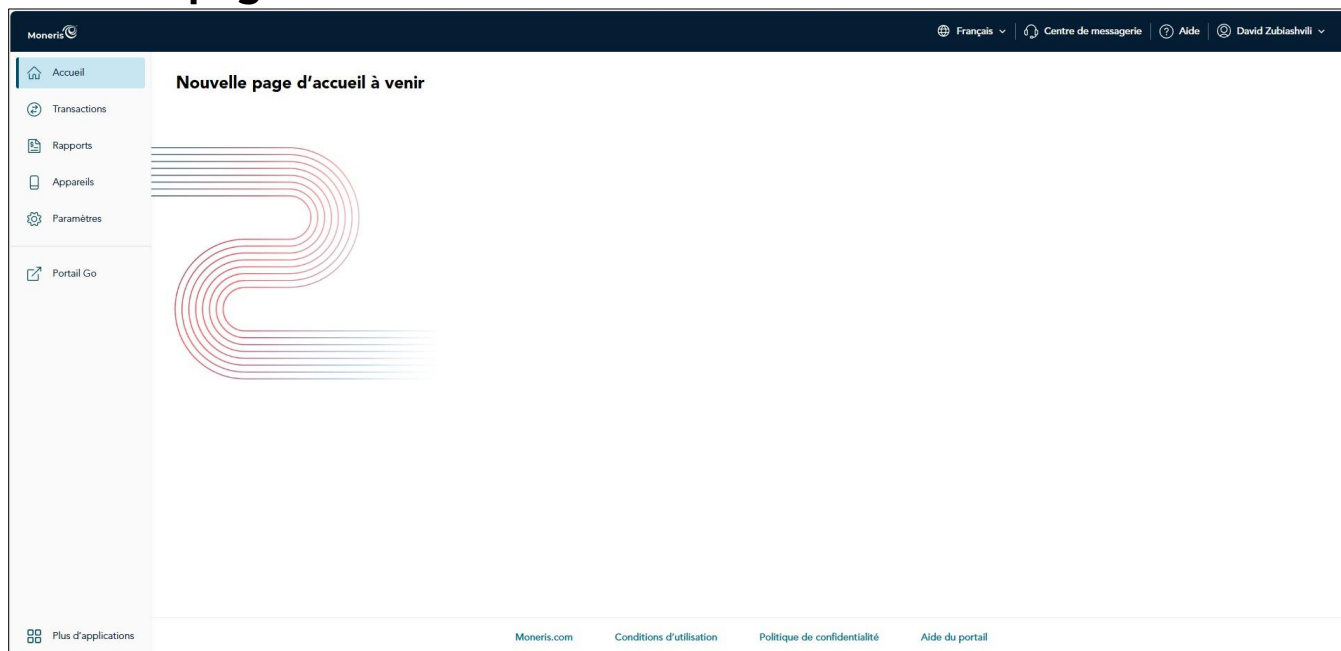 Moneris
Français
Centre de messagerie
Aide
David Zubiashvili
Accueil
Nouvelle page d'accueil à venir
Transactions
Rapports
Appareils
Paramètres
Portail Go
Plus d'applications
Moneris.com
Conditions d'utilisation
Politique de confidentialité
Aide du portail